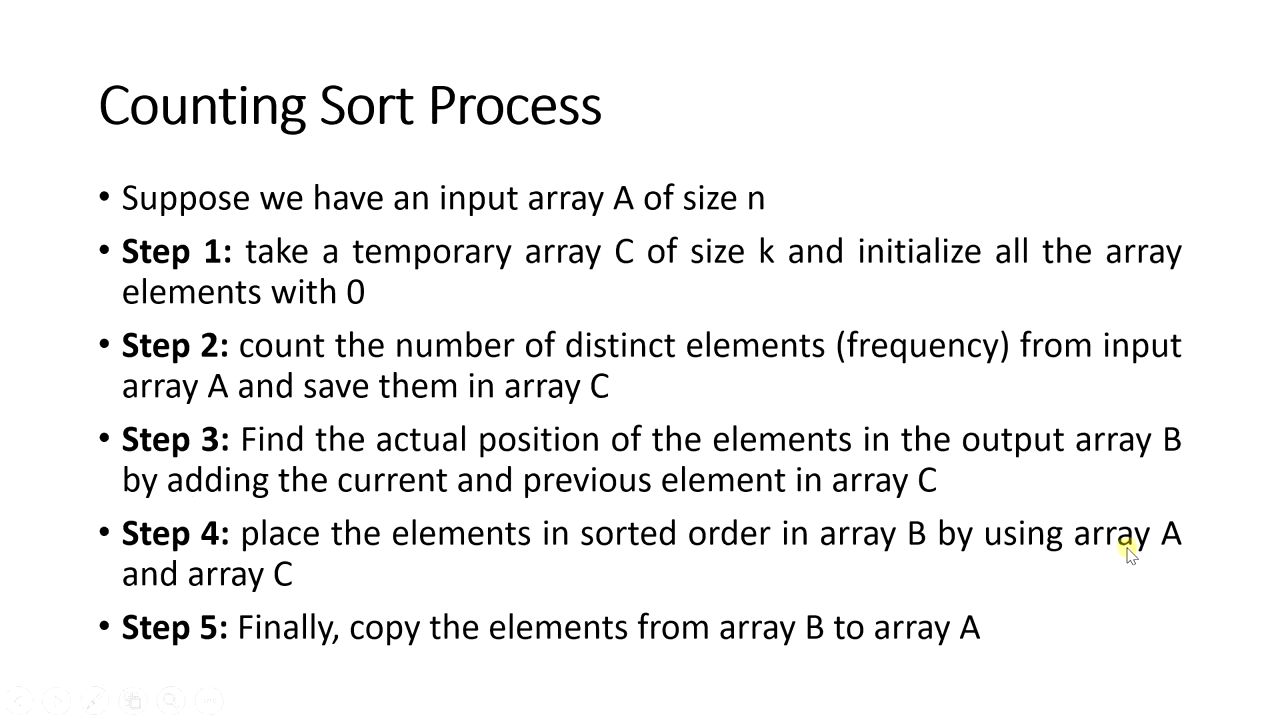 Counting Sort Process
• Suppose we have an input array A of size n
• Step 1: take a temporary array C of size k and initialize all the array
elements with 0
• Step 2: count the number of distinct elements (frequency) from input
array A and save them in array C
• Step 3: Find the actual position of the elements in the output array B
by adding the current and previous element in array C
• Step 4: place the elements in sorted order in array B by using array A
and array C
• Step 5: Finally, copy the elements from array B to array A